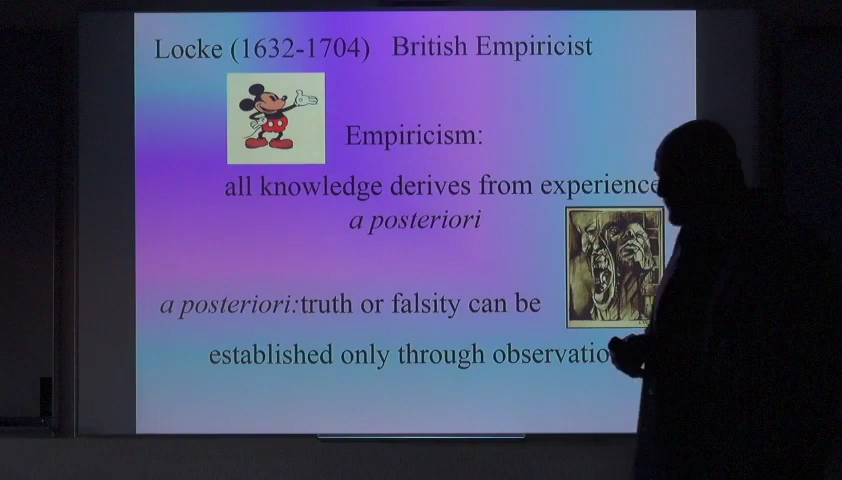 Locke (1632-1704) British Empiricist
Empiricism:
all knowledge derives from experience
a posteriori
a posteriori:truth or falsity can be
established only through observatio